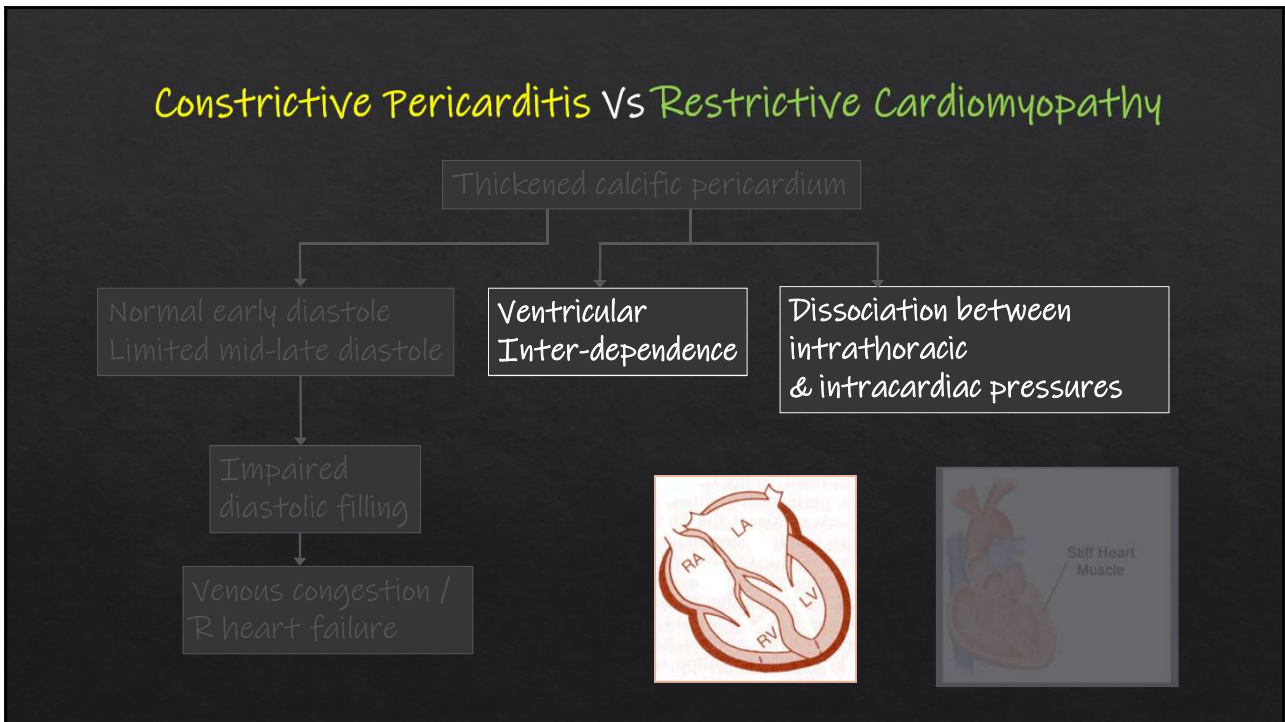 Constrictive Pericarditis Vs Restrictive Cardiomyopathy
Thickened calcific pericardium
Normal early diastole
Limited mid-late diastole
Ventricular
Inter-dependence
Dissociation between
intrathoracic
& intracardiac pressures
Impaired
diastolic filling
Venous congestion /
R heart failure
LA
RA
LV
RV
Stiff Heart
Muscle